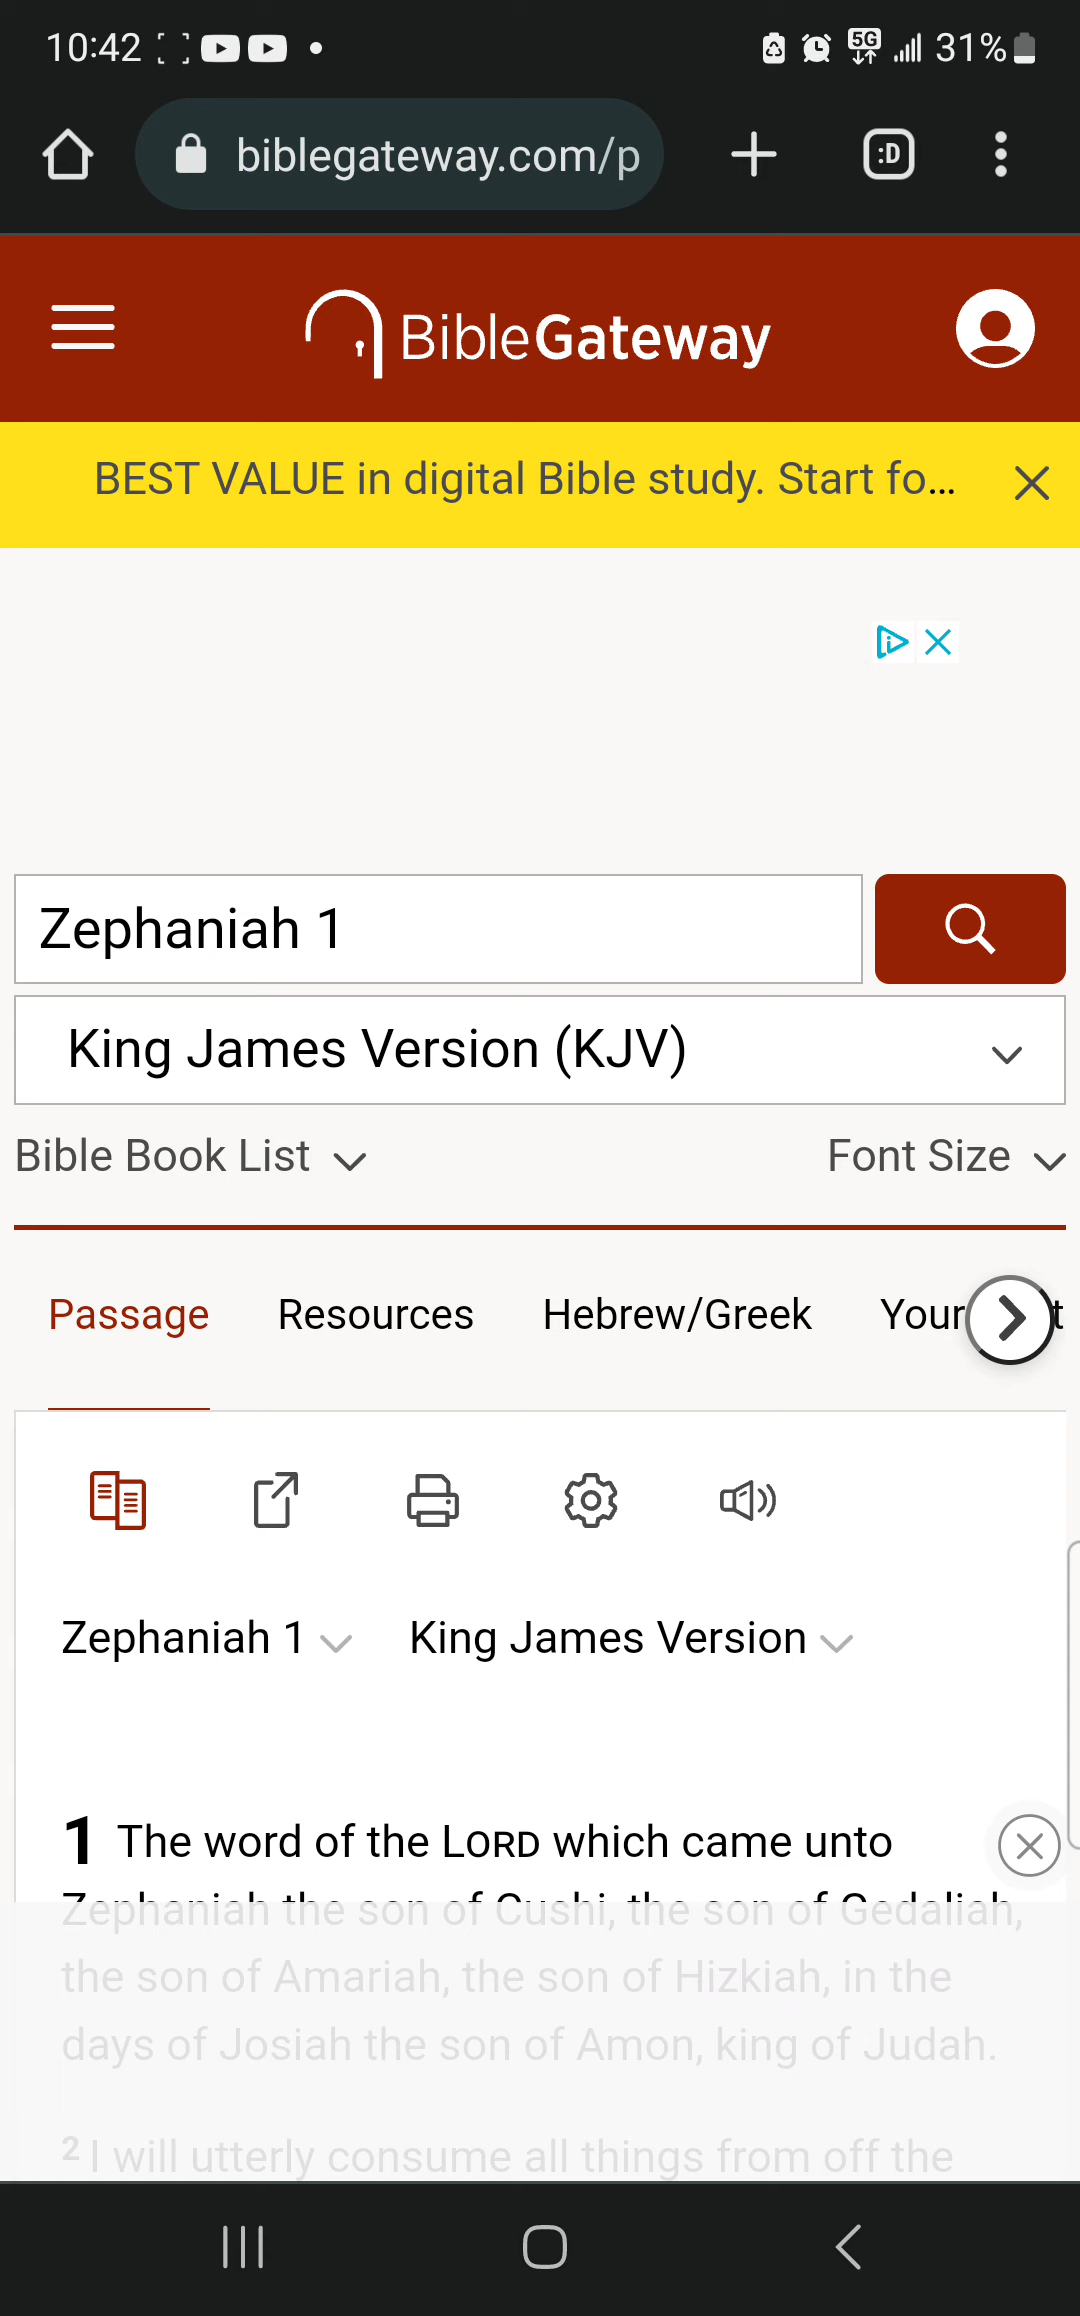 10:42
5G 31%
biblegateway.com/p
:D
BibleGateway
BEST VALUE in digital Bible study. Start fo...
Zephaniah 1
King James Version (KJV)
Bible Book List
Font Size
Passage Resources Hebrew/Greek Your t
Zephaniah 1 King James Version
1 The word of the LORD which came unto
Zephaniah the son of Cushi, the son of Gedaliah,
the son of Amariah, the son of Hizkiah, in the
days of Josiah the son of Amon, king of Judah.
2 I will utterly consume all things from off the